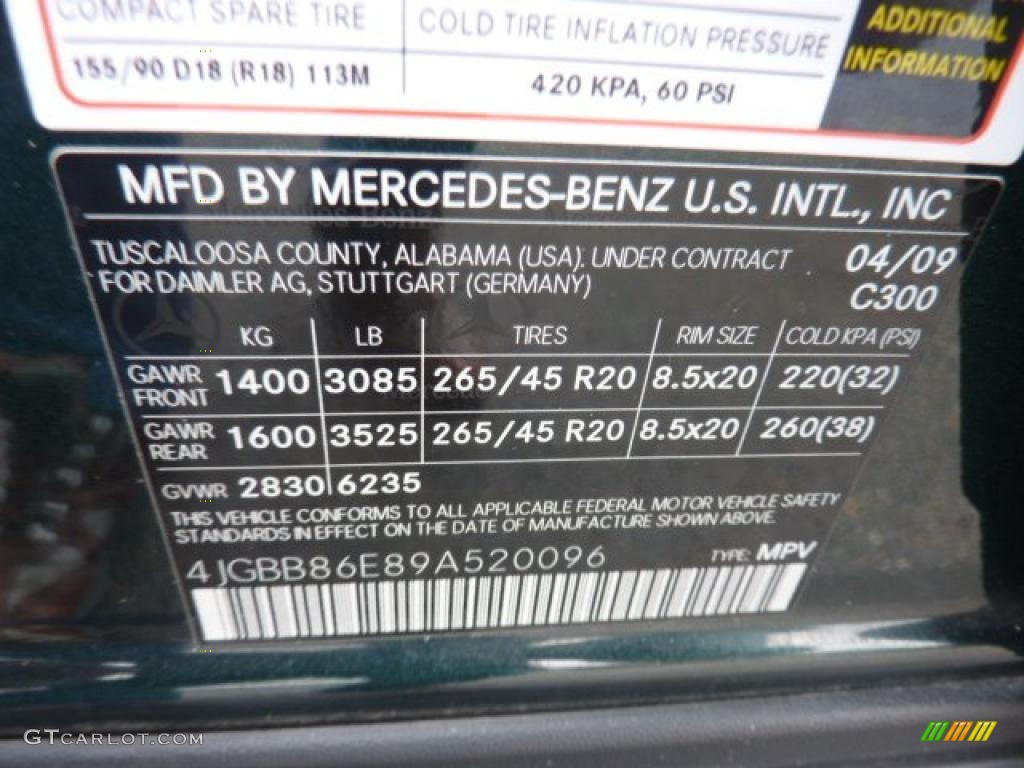 COMPACT SPARE TIRE
COLD TIRE INFLATION PRESSURE
155/90 D18 (R18) 113M
420 KPA, 60 PSI
ADDITIONAL
INFORMATION
MFD BY MERCEDES-BENZ U.S. INTL., INC
TUSCALOOSA COUNTY, ALABAMA (USA). UNDER CONTRACT
FOR DAIMLER AG, STUTTGART (GERMANY)
04/09
C300
KG LB TIRES RIM SIZE COLD KPA (PSI)
GAWR FRONT 1400 3085 265/45 R20 8.5x20 220(32)
GAWR REAR 1600 3525 265/45 R20 8.5x20 260(38)
GVWR 2830 6235
THIS VEHICLE CONFORMS TO ALL APPLICABLE FEDERAL MOTOR VEHICLE SAFETY
STANDARDS IN EFFECT ON THE DATE OF MANUFACTURE SHOWN ABOVE.
4JGBB86E89A520096
TYPE: MPV
GTCARLOT.COM